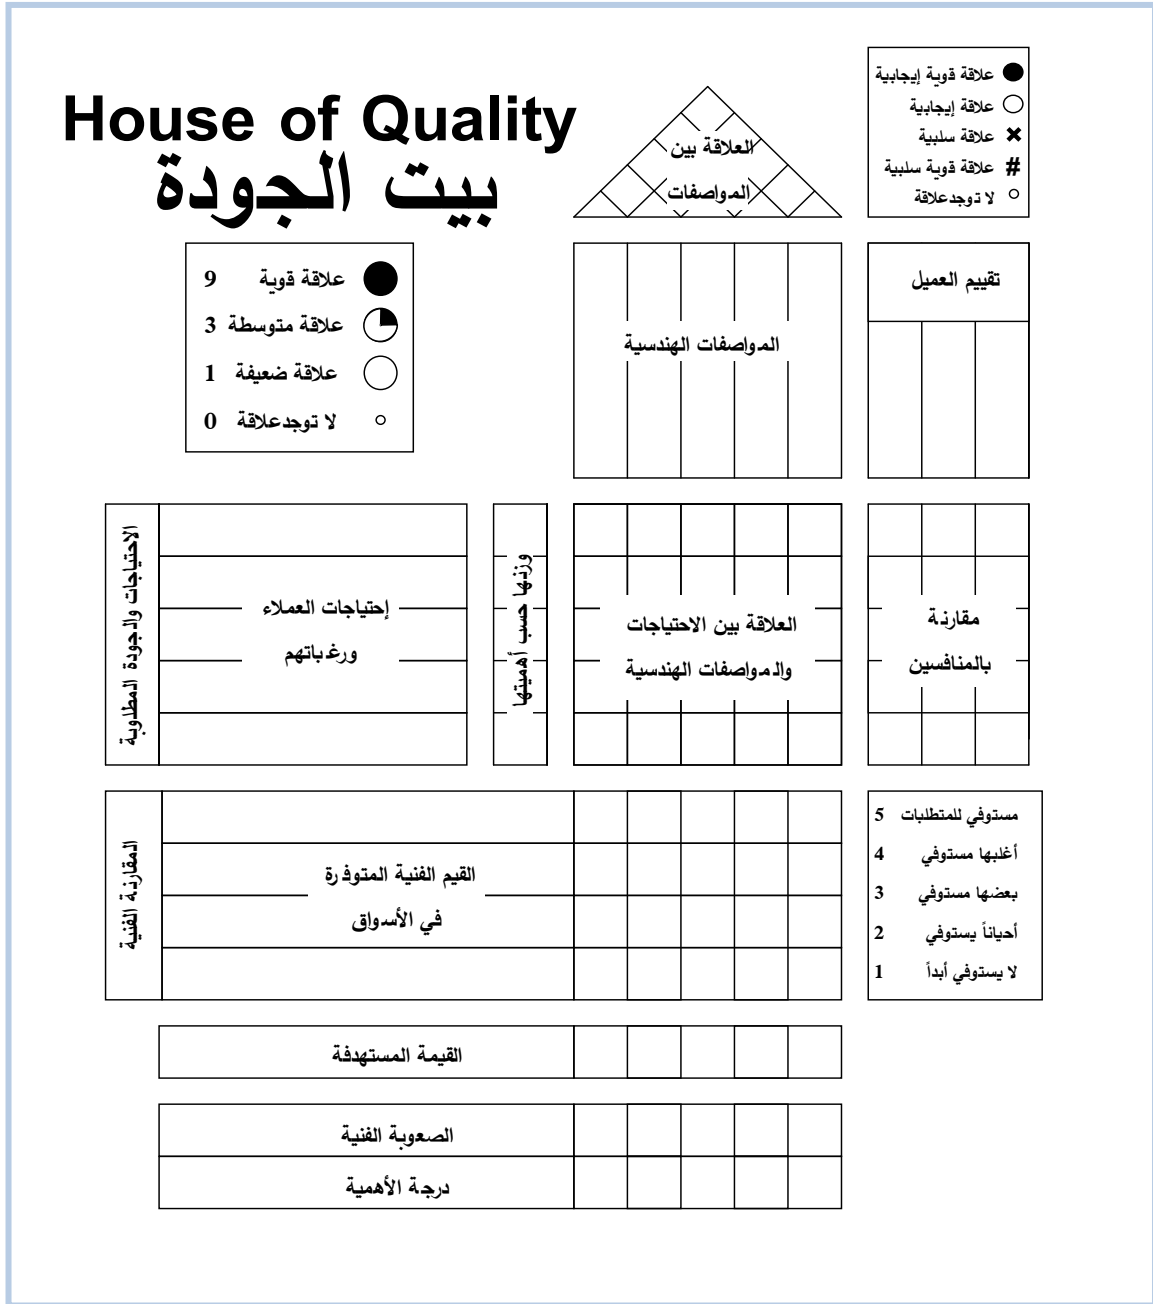 House of Quality
بيت الجودة
علاقة قوية إيجابية
علاقة إيجابية
علاقة سلبية
# علاقة قوية سلبية
لا توجد علاقة
العلاقة بين
المواصفات
علاقة قوية 9
علاقة متوسطة 3
علاقة ضعيفة 1
لا توجد علاقة 0
المواصفات الهندسية
تقييم العميل
الاحتياجات والجودة المطلوبة
إحتياجات العملاء
ورغباتهم
وزنها حسب أهميتها
العلاقة بين الاحتياجات
والمواصفات الهندسية
مقارنة
بالمنافسين
المقارنة الفنية
القيم الفنية المتوفرة
في الأسواق
مستوفي للمتطلبات 5
أغلبها مستوفي 4
بعضها مستوفي 3
أحياناً يستوفي 2
لا يستوفي أبداً 1
القيمة المستهدفة
الصعوبة الفنية
درجة الأهمية